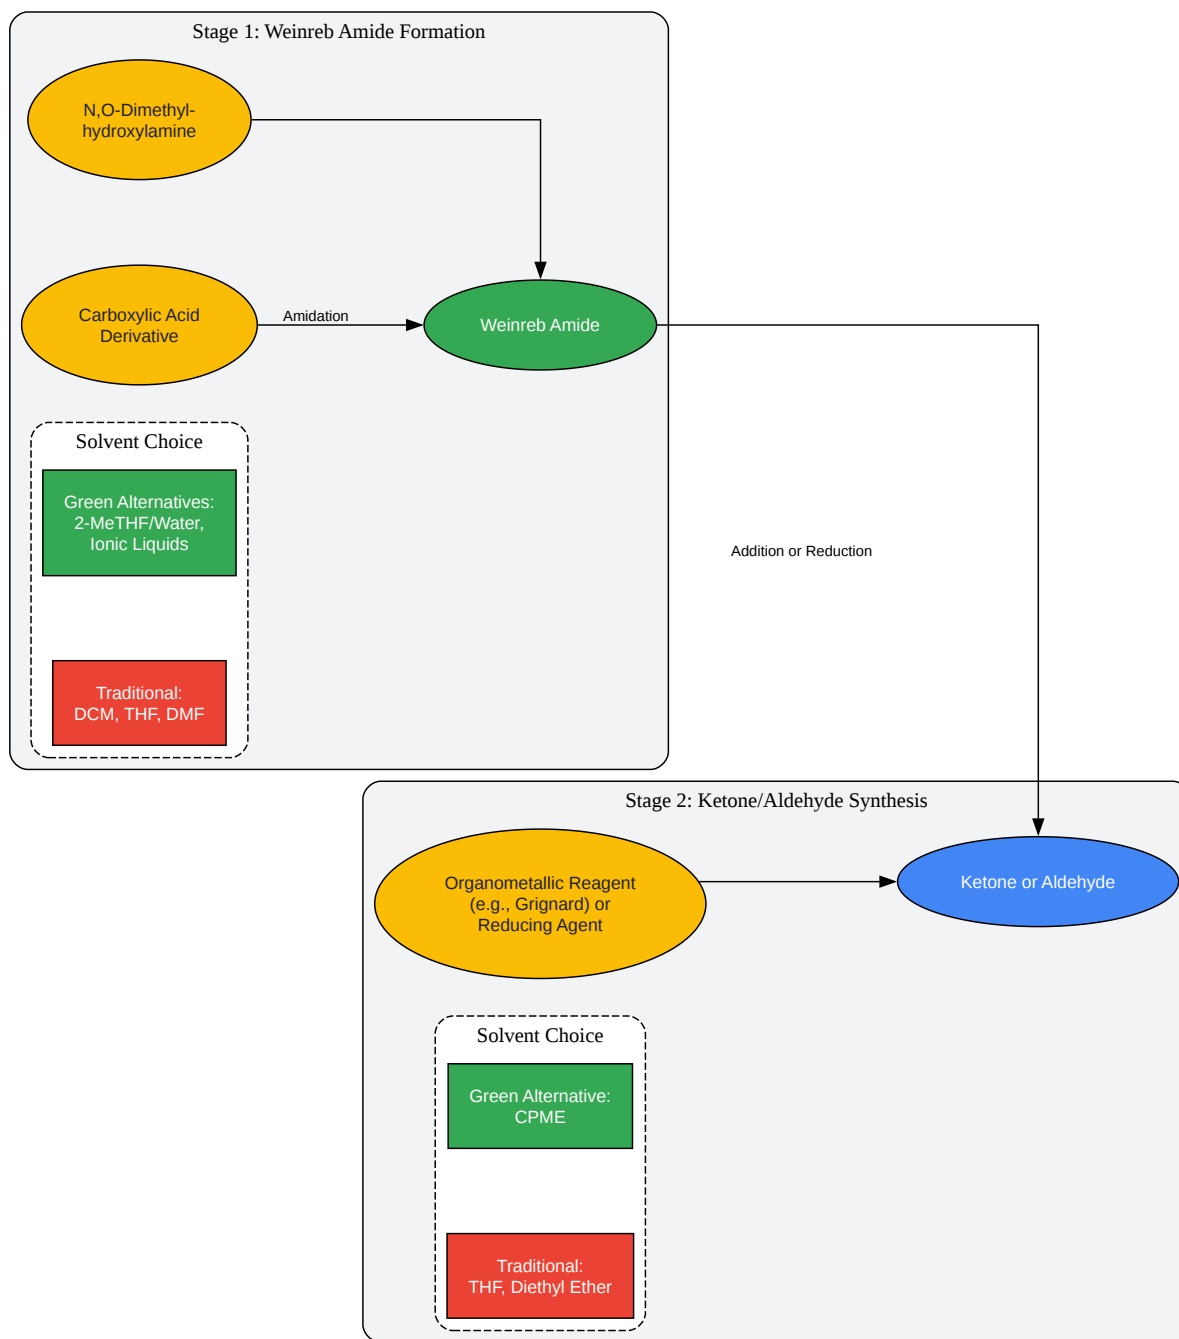 Stage 1: Weinreb Amide Formation
N,O-Dimethyl-
hydroxylamine
Carboxylic Acid
Derivative
Amidation
Weinreb Amide
Solvent Choice
Green Alternatives:
2-MeTHF/Water,
Ionic Liquids
Traditional:
DCM, THF, DMF
Addition or Reduction
Stage 2: Ketone/Aldehyde Synthesis
Organometallic Reagent
(e.g., Grignard) or
Reducing Agent
Ketone or Aldehyde
Solvent Choice
Green Alternative:
CPME
Traditional:
THF, Diethyl Ether